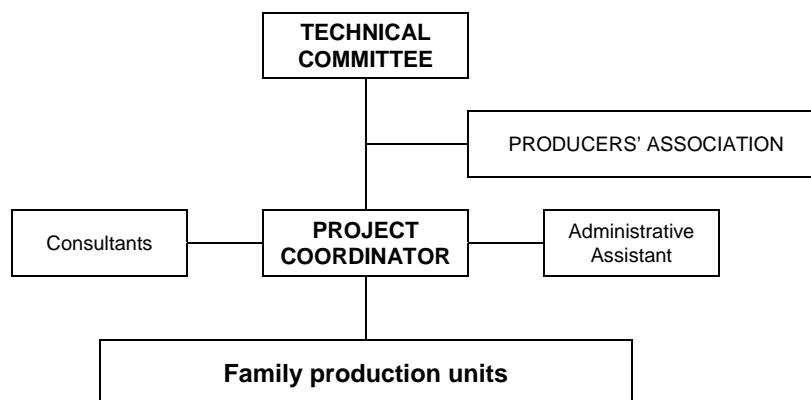 TECHNICAL
COMMITTEE
PRODUCERS’ ASSOCIATION
Consultants
PROJECT
COORDINATOR
Administrative
Assistant
Family production units